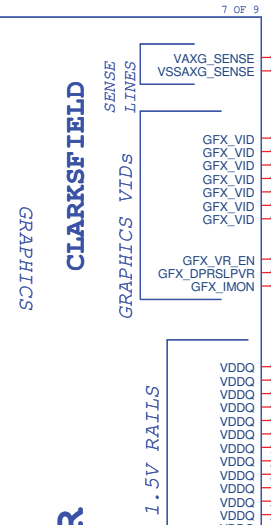 7 OF 9
SENSE
LINES
VAXG_SENSE
VSSAXG_SENSE
CLARKSFIELD
GRAPHICS
GRAPHICS VIDs
GFX_VID
GFX_VID
GFX_VID
GFX_VID
GFX_VID
GFX_VID
GFX_VID
GFX_VR_EN
GFX_DPRSLPVR
GFX_IMON
1.5V RAILS
VDDQ
VDDQ
VDDQ
VDDQ
VDDQ
VDDQ
VDDQ
VDDQ
VDDQ
VDDQ
VDDQ
VDDQ